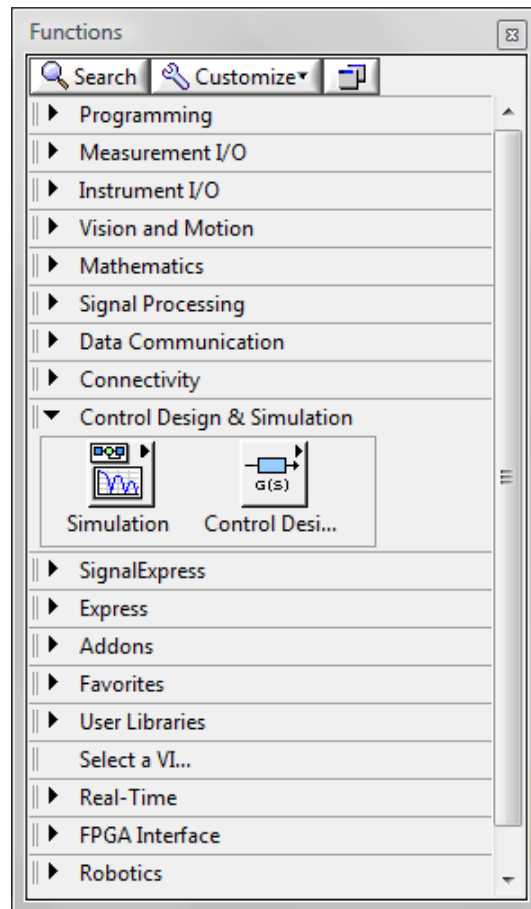 Functions
Search Customize
Programming
Measurement I/O
Instrument I/O
Vision and Motion
Mathematics
Signal Processing
Data Communication
Connectivity
Control Design & Simulation
G(s)
Simulation Control Desi...
SignalExpress
Express
Addons
Favorites
User Libraries
Select a VI...
Real-Time
FPGA Interface
Robotics